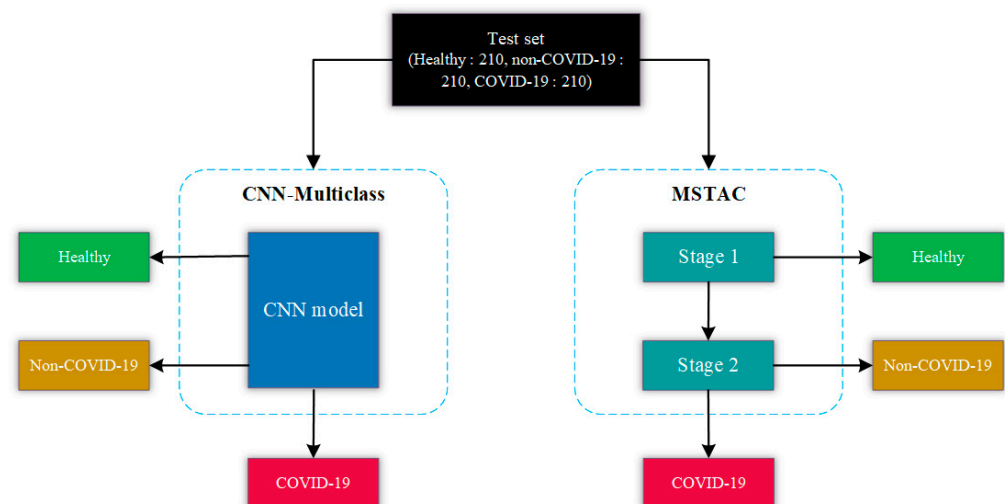 Test set
(Healthy : 210, non-COVID-19 :
210, COVID-19 : 210)
CNN-Multiclass
MSTAC
Healthy
CNN model
Stage 1
Healthy
Non-COVID-19
Stage 2
Non-COVID-19
COVID-19
COVID-19